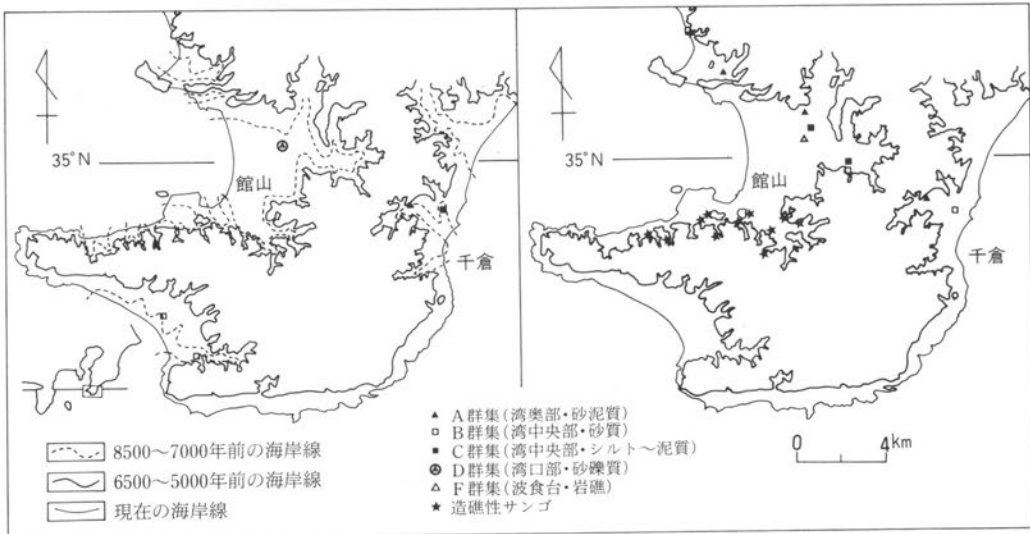 35°N
館山
千倉
8500〜7000年前の海岸線
6500〜5000年前の海岸線
現在の海岸線
35°N
館山
千倉
▲ A群集(湾奥部・砂泥質)
□ B群集(湾中央部・砂質)
■ C群集(湾中央部・シルト〜泥質)
D群集(湾口部・砂礫質)
△ F群集(波食台・岩礁)
★ 造礁性サンゴ
0 4km